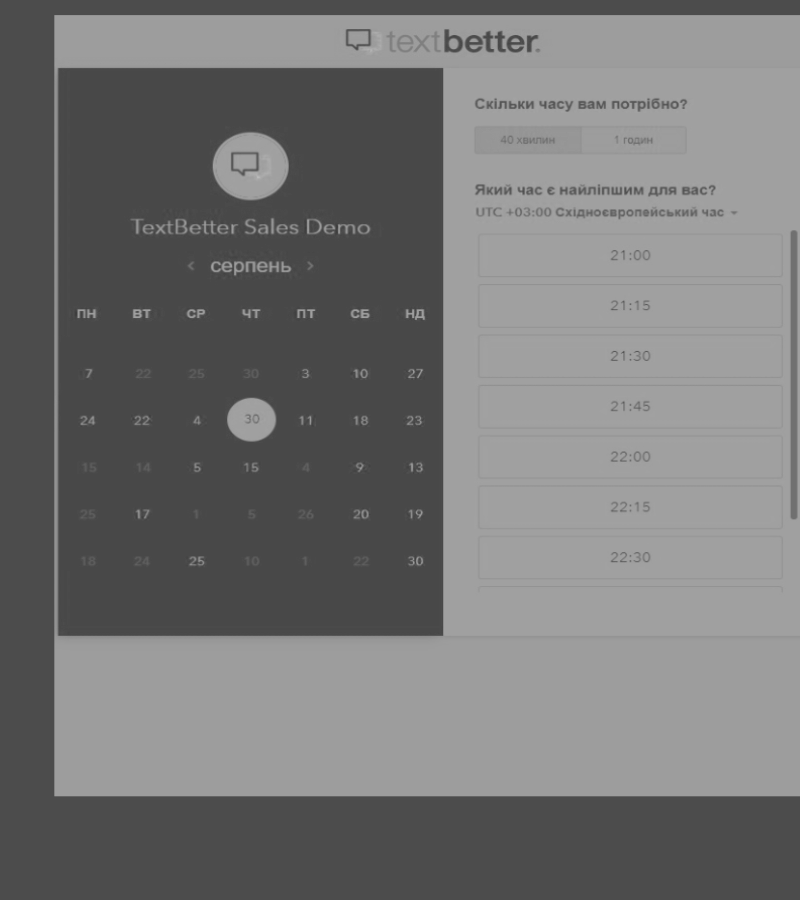 textbetter.
TextBetter Sales Demo
< серпень >
ПН ВТ СР ЧТ ПТ СБ НД
7 22 25 30 3 10 27
24 22 4 30 11 18 23
15 14 5 15 4 9 13
25 17 1 5 26 20 19
18 24 25 10 1 22 30
Скільки часу вам потрібно?
40 хвилин 1 годин
Який час є найліпшим для вас?
UTC +03:00 Східноєвропейський час
21:00
21:15
21:30
21:45
22:00
22:15
22:30